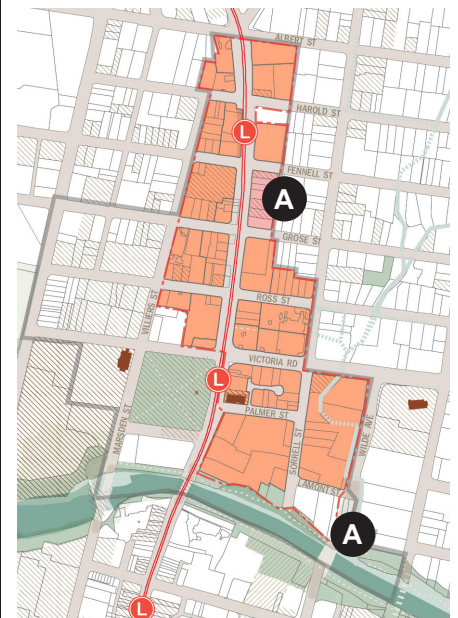 ALBERT ST
HAROLD ST
L
FENNELL ST
A
GROSE ST
ROSS ST
VILLIERS ST
VICTORIA RD
L
PALMER ST
MARSDEN ST
SORRELL ST
WILDE AVE
LAMONT ST
A
L